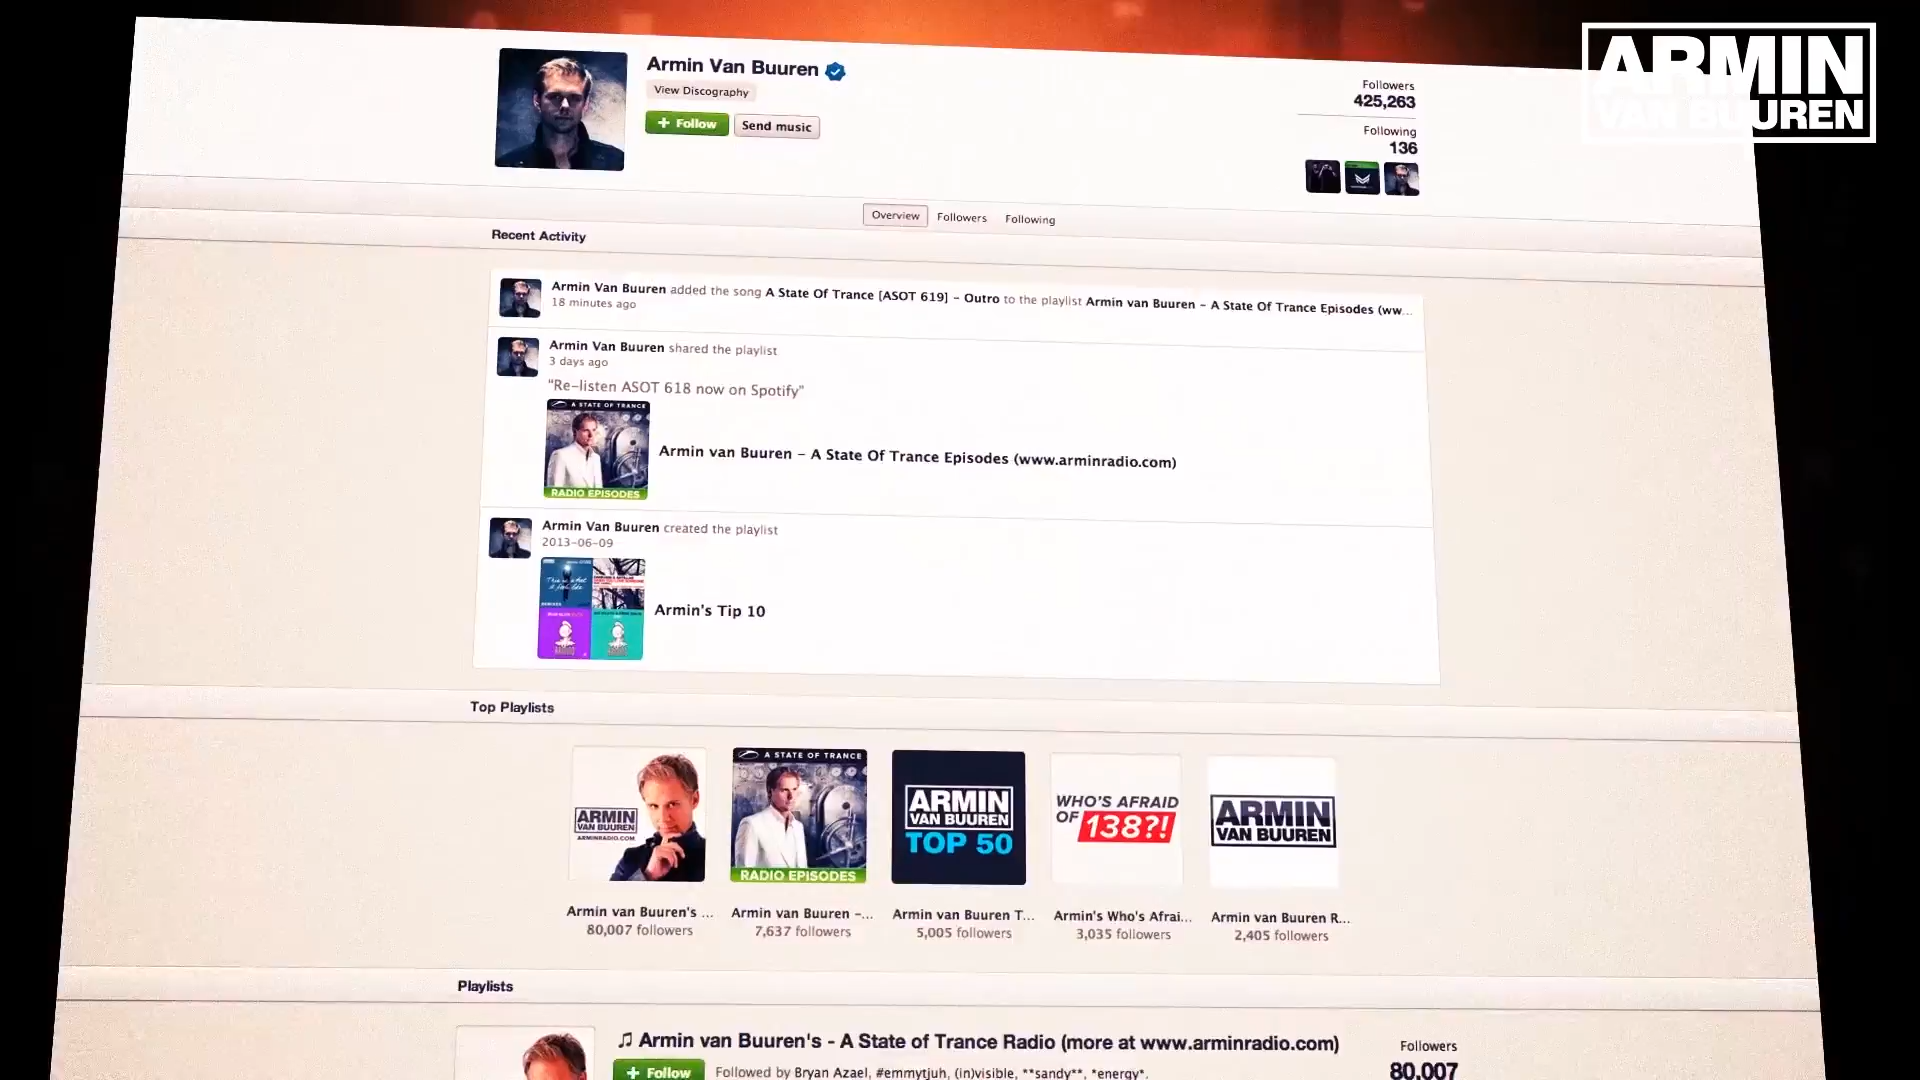 ARMIN
VAN BUUREN
Armin Van Buuren
View Discography
+ Follow
Send music
Followers
425,263
Following
136
Overview
Followers
Following
Recent Activity
Armin Van Buuren added the song A State Of Trance [ASOT 619] - Outro to the playlist Armin van Buuren - A State Of Trance Episodes (ww...
18 minutes ago
Armin Van Buuren shared the playlist
3 days ago
"Re-listen ASOT 618 now on Spotify"
A STATE OF TRANCE
RADIO EPISODES
Armin van Buuren - A State Of Trance Episodes (www.arminradio.com)
Armin Van Buuren created the playlist
2013-06-09
Armin's Tip 10
Top Playlists
ARMIN
VAN BUUREN
ARMINRADIO.COM
A STATE OF TRANCE
RADIO EPISODES
ARMIN
VAN BUUREN
TOP 50
WHO'S AFRAID
OF 138?!
ARMIN
VAN BUUREN
Armin van Buuren's ...
80,007 followers
Armin van Buuren -...
7,637 followers
Armin van Buuren T...
5,005 followers
Armin's Who's Afrai...
3,035 followers
Armin van Buuren R...
2,405 followers
Playlists
Armin van Buuren's - A State of Trance Radio (more at www.arminradio.com)
+ Follow
Followed by Bryan Azael, #emmytjuh, (in)visible, **sandy**, *energy*.
Followers
80,007